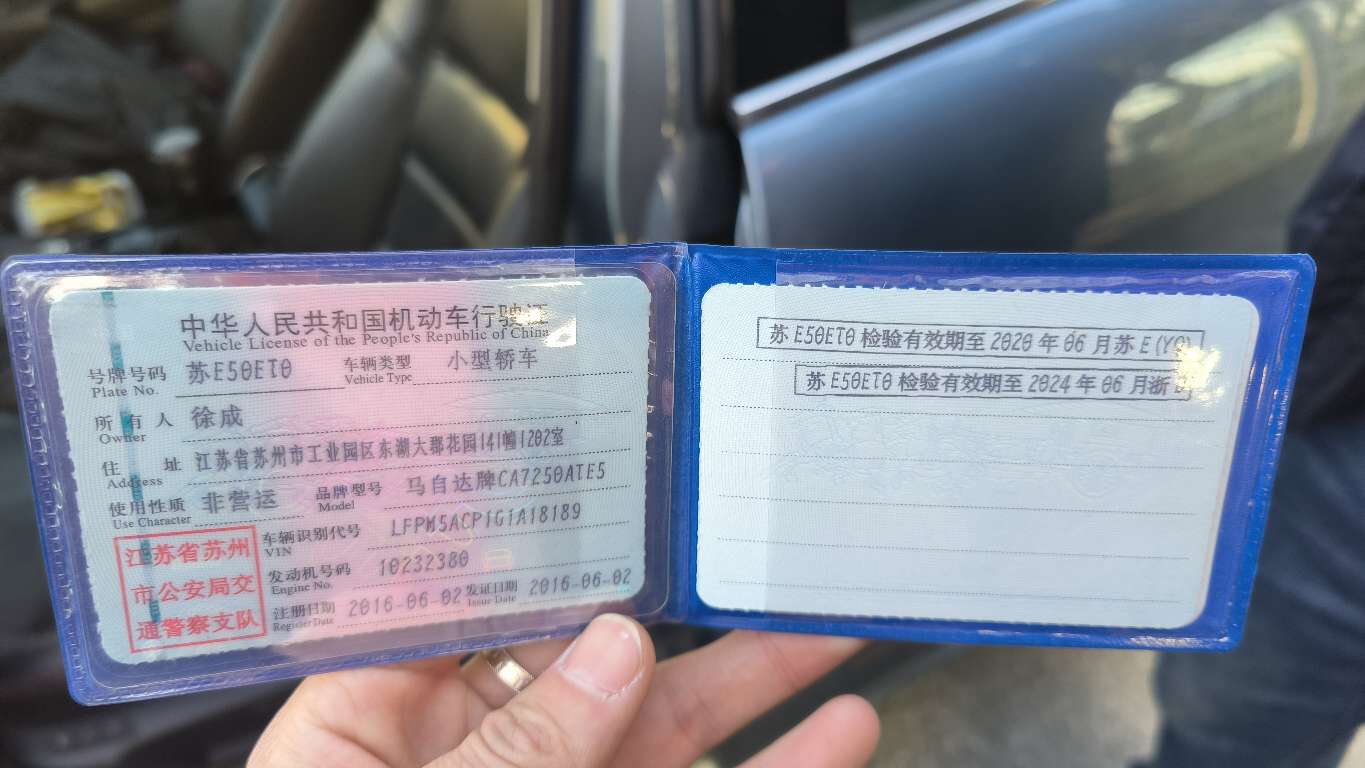 中华人民共和国机动车行驶证
Vehicle License of the People's Republic of China
号牌号码 Plate No. 苏E50ET0 车辆类型 Vehicle Type 小型轿车
所有人 Owner 徐成
住址 Address 江苏省苏州市工业园区东湖大郡花园141幢1202室
使用性质 Use Character 非营运 品牌型号 Model 马自达牌CA7250ATE5
车辆识别代号 VIN LFPM5ACP1G1A18189
发动机号码 Engine No. 10232380
注册日期 Register Date 2016-06-02 发证日期 Issue Date 2016-06-02
江苏省苏州
市公安局交
通警察支队
苏E50ET0 检验有效期至 2020 年 06 月苏 E(YQ)
苏 E50ET0 检验有效期至 2024 年 06 月浙